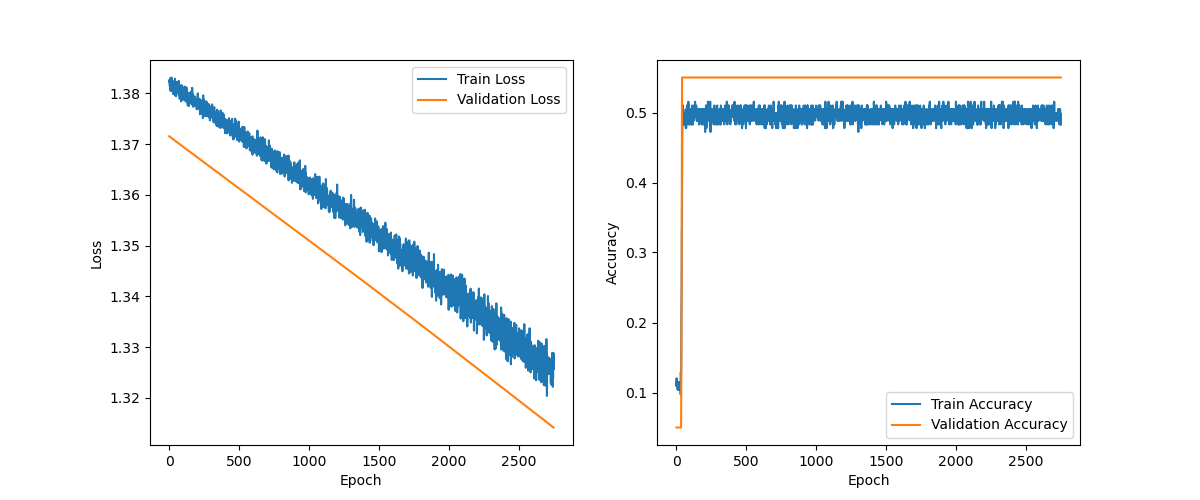 Train Loss
Validation Loss
1.38
1.37
1.36
1.35
1.34
1.33
1.32
Loss
0 500 1000 1500 2000 2500
Epoch
0.5
0.4
0.3
0.2
0.1
Accuracy
Train Accuracy
Validation Accuracy
0 500 1000 1500 2000 2500
Epoch